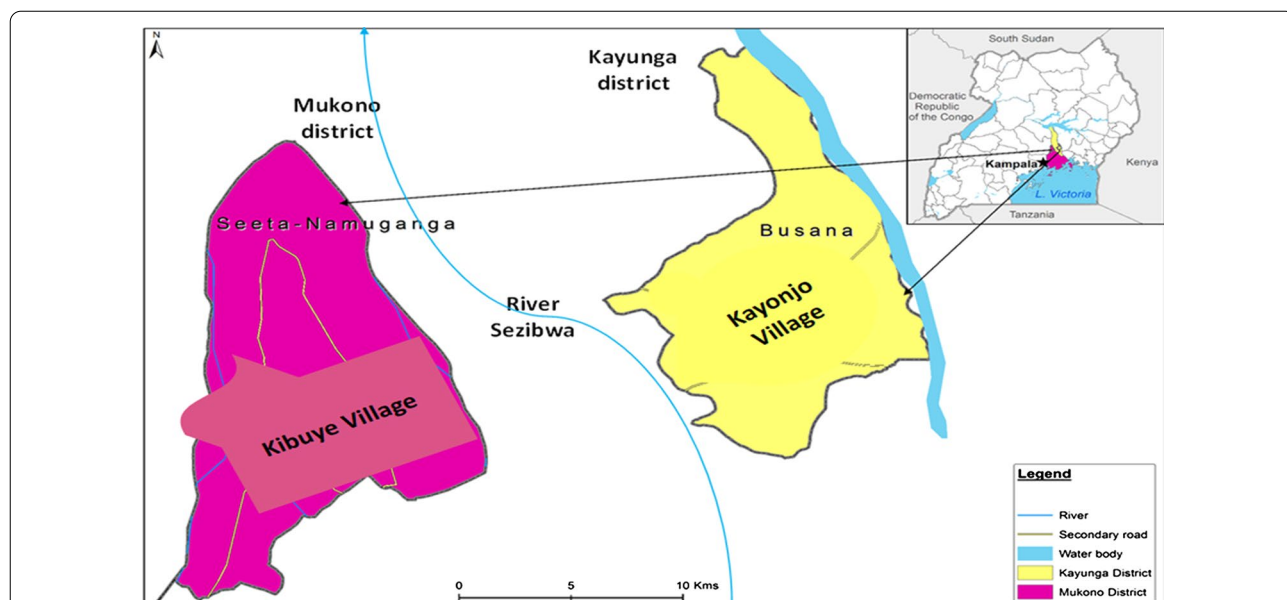 N
Mukono
district
Kayunga
district
Seeta-Namuganga
Busana
River
Sezibwa
Kayonjo
Village
Kibuye Village
South Sudan
Democratic
Republic
of the Congo
Kampala
Kenya
L. Victoria
Tanzania
Legend
River
Secondary road
Water body
Kayunga District
Mukono District
0 5 10 Kms